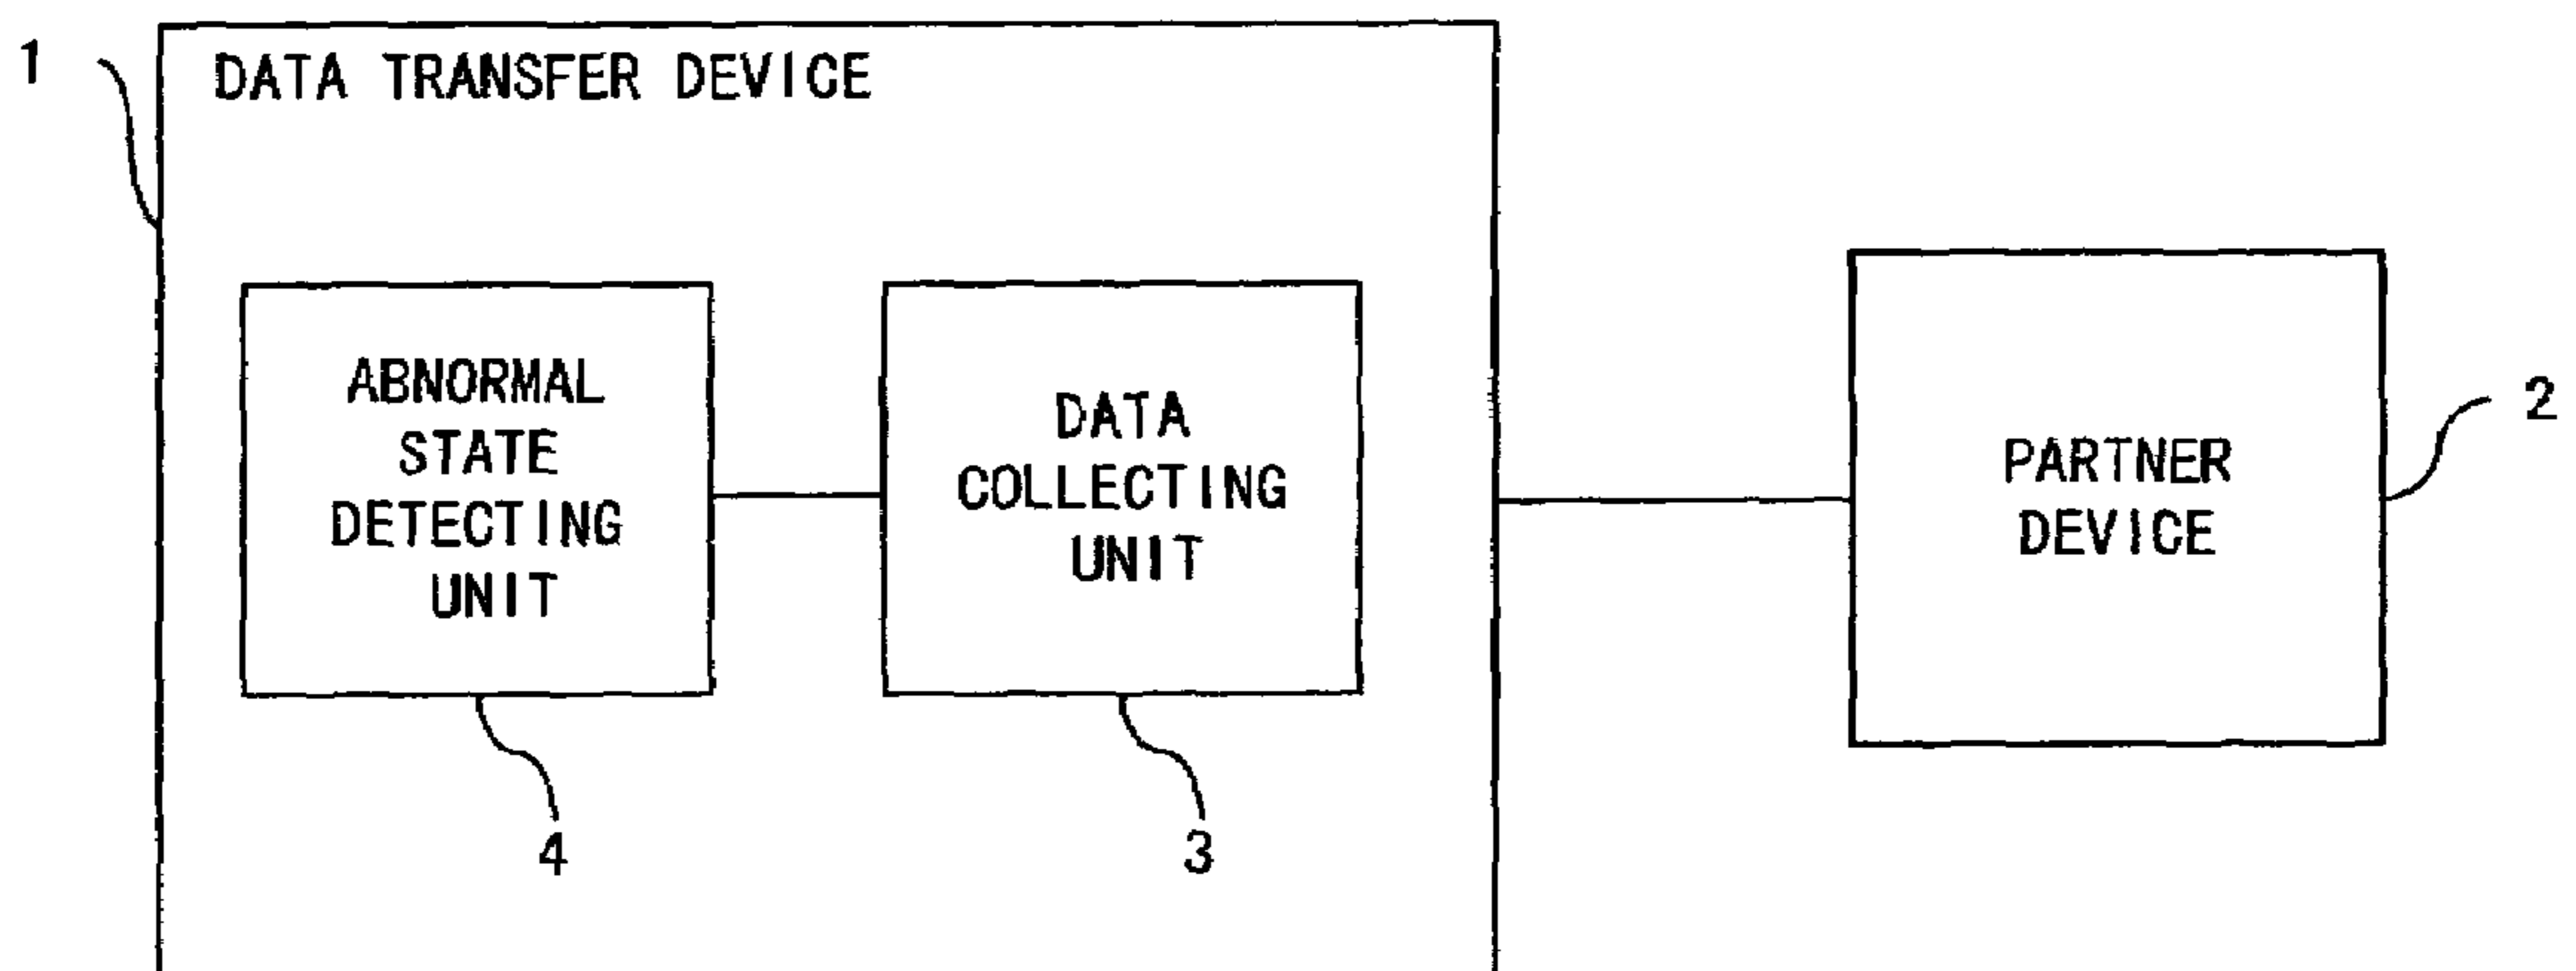 1
DATA TRANSFER DEVICE
ABNORMAL
STATE
DETECTING
UNIT
4
DATA
COLLECTING
UNIT
3
PARTNER
DEVICE
2